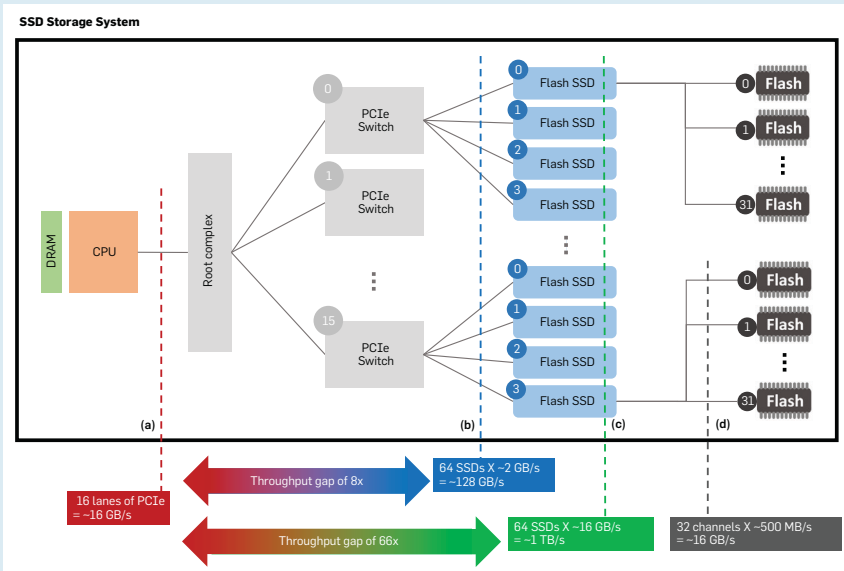 SSD Storage System
DRAM
CPU
(a)
Root complex
0
PCIe
Switch
1
PCIe
Switch
...
15
PCIe
Switch
(b)
0
Flash SSD
1
Flash SSD
2
Flash SSD
3
Flash SSD
...
0
Flash SSD
1
Flash SSD
2
Flash SSD
3
Flash SSD
(c)
0
Flash
1
Flash
...
31
Flash
(d)
0
Flash
1
Flash
...
31
Flash
16 lanes of PCIe
= ~16 GB/s
Throughput gap of 8x
64 SSDs X ~2 GB/s
= ~128 GB/s
Throughput gap of 66x
64 SSDs X ~16 GB/s
= ~1 TB/s
32 channels X ~500 MB/s
= ~16 GB/s